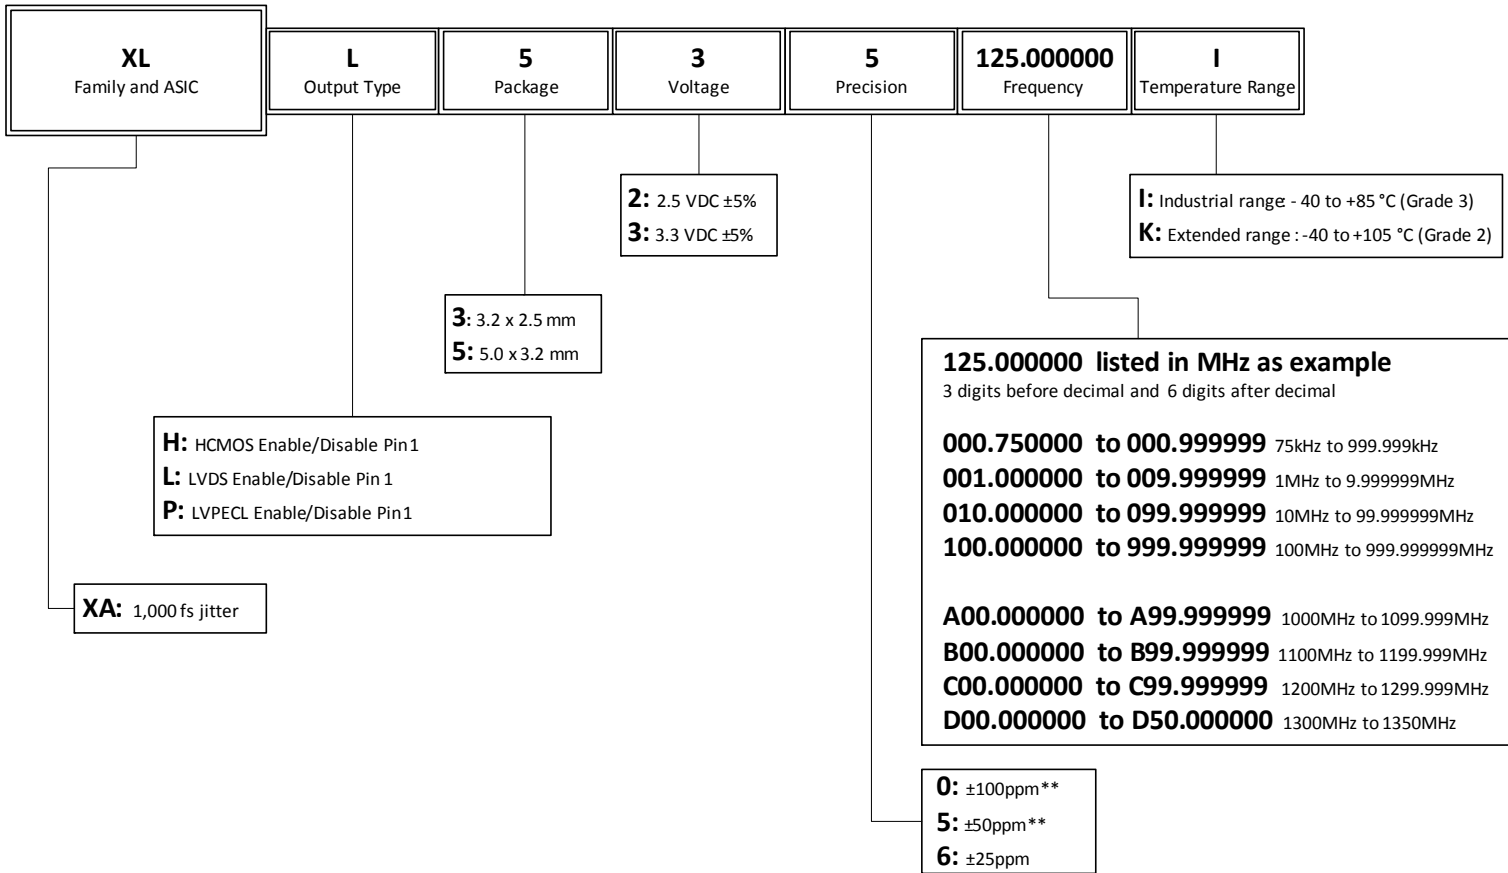 XL
Family and ASIC
L
Output Type
5
Package
3
Voltage
5
Precision
125.000000
Frequency
I
Temperature Range
2: 2.5 VDC ±5%
3: 3.3 VDC ±5%
I: Industrial range: - 40 to +85 °C (Grade 3)
K: Extended range : -40 to +105 °C (Grade 2)
3: 3.2 x 2.5 mm
5: 5.0 x 3.2 mm
125.000000 listed in MHz as example
3 digits before decimal and 6 digits after decimal
000.750000 to 000.999999 75kHz to 999.999kHz
001.000000 to 009.999999 1MHz to 9.999999MHz
010.000000 to 099.999999 10MHz to 99.999999MHz
100.000000 to 999.999999 100MHz to 999.999999MHz
A00.000000 to A99.999999 1000MHz to 1099.999MHz
B00.000000 to B99.999999 1100MHz to 1199.999MHz
C00.000000 to C99.999999 1200MHz to 1299.999MHz
D00.000000 to D50.000000 1300MHz to 1350MHz
H: HCMOS Enable/Disable Pin 1
L: LVDS Enable/Disable Pin 1
P: LVPECL Enable/Disable Pin 1
XA: 1,000 fs jitter
0: ±100ppm**
5: ±50ppm**
6: ±25ppm